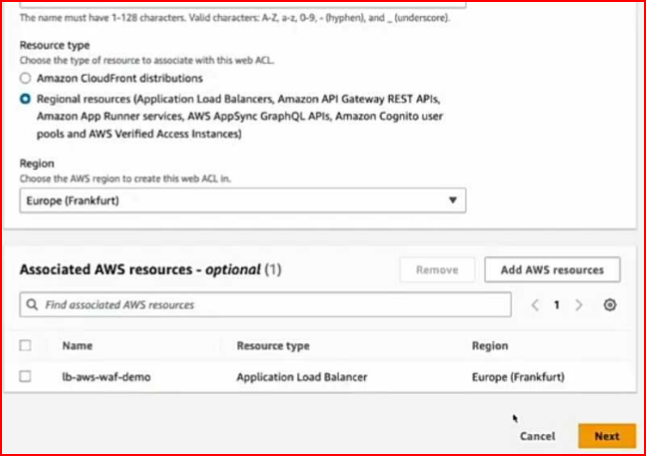 The name must have 1-128 characters. Valid characters: A-Z, a-z, 0-9, - (hyphen), and _ (underscore).
Resource type
Choose the type of resource to associate with this web ACL.
Amazon CloudFront distributions
Regional resources (Application Load Balancers, Amazon API Gateway REST APIs,
Amazon App Runner services, AWS AppSync GraphQL APIs, Amazon Cognito user
pools and AWS Verified Access Instances)
Region
Choose the AWS region to create this web ACL in.
Europe (Frankfurt)
Associated AWS resources - optional (1)
Remove
Add AWS resources
Find associated AWS resources
1
Name Resource type Region
lb-aws-waf-demo Application Load Balancer Europe (Frankfurt)
Cancel Next